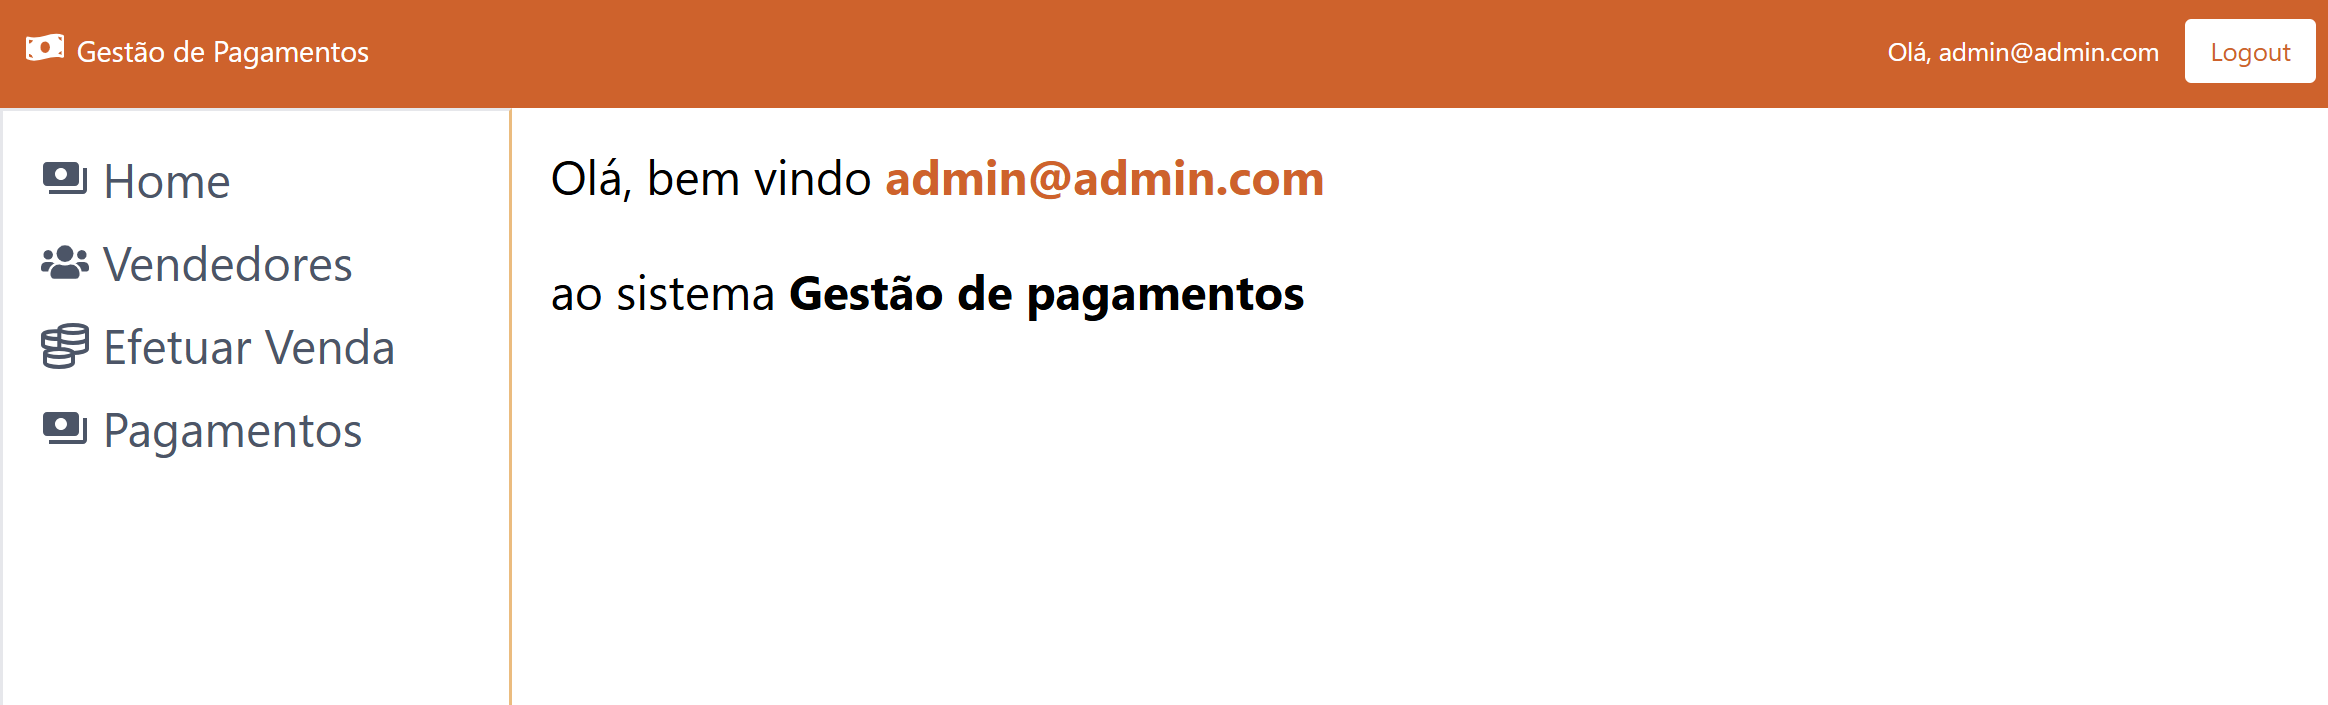 Gestão de Pagamentos
Olá, admin@admin.com
Logout
Home
Vendedores
Efetuar Venda
Pagamentos
Olá, bem vindo admin@admin.com
ao sistema Gestão de pagamentos